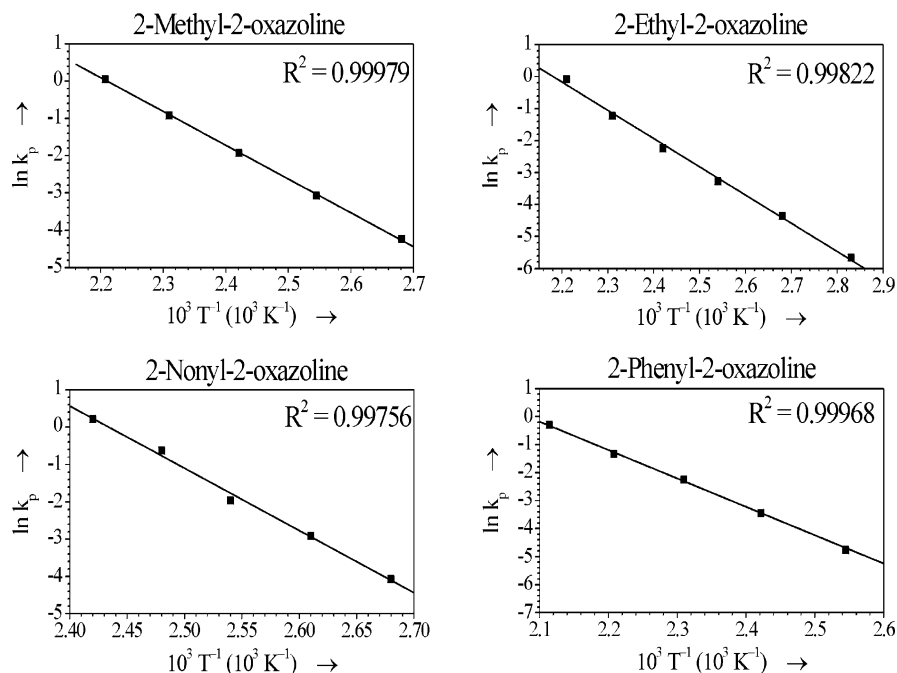 2-Methyl-2-oxazoline
R² = 0.99979
1
0
-1
-2
-3
-4
-5
ln kₚ →
2.2 2.3 2.4 2.5 2.6 2.7
10³ T⁻¹ (10³ K⁻¹) →
2-Ethyl-2-oxazoline
R² = 0.99822
1
0
-1
-2
-3
-4
-5
-6
ln kₚ →
2.2 2.3 2.4 2.5 2.6 2.7 2.8 2.9
10³ T⁻¹ (10³ K⁻¹) →
2-Nonyl-2-oxazoline
R² = 0.99756
1
0
-1
-2
-3
-4
-5
ln kₚ →
2.40 2.45 2.50 2.55 2.60 2.65 2.70
10³ T⁻¹ (10³ K⁻¹) →
2-Phenyl-2-oxazoline
R² = 0.99968
1
0
-1
-2
-3
-4
-5
-6
-7
ln kₚ →
2.1 2.2 2.3 2.4 2.5 2.6
10³ T⁻¹ (10³ K⁻¹) →